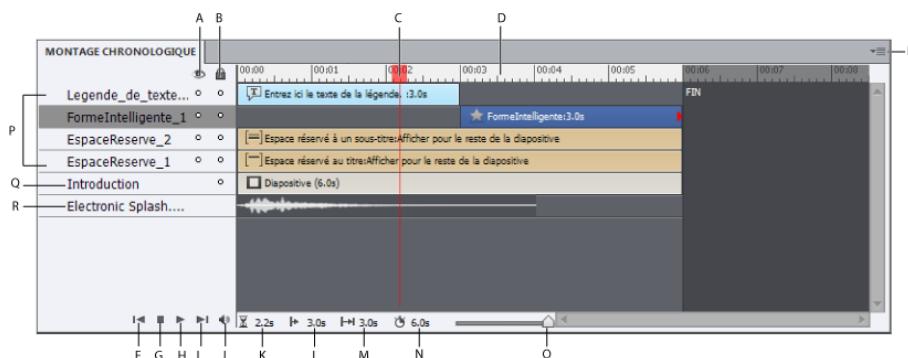 A B C D
MONTAGE CHRONOLOGIQUE
00:00 00:01 00:02 00:03 00:04 00:05 00:06 00:07 00:08
Legende_de_texte... Entrez ici le texte de la légende. :3.0s FIN
P
FormeIntelligente_1 FormeIntelligente:3.0s
EspaceReserve_2 Espace réservé à un sous-titre:Afficher pour le reste de la diapositive
EspaceReserve_1 Espace réservé au titre:Afficher pour le reste de la diapositive
Q Introduction Diapositive (6.0s)
R Electronic Splash....
2.2s 3.0s 3.0s 6.0s
G H K M N O